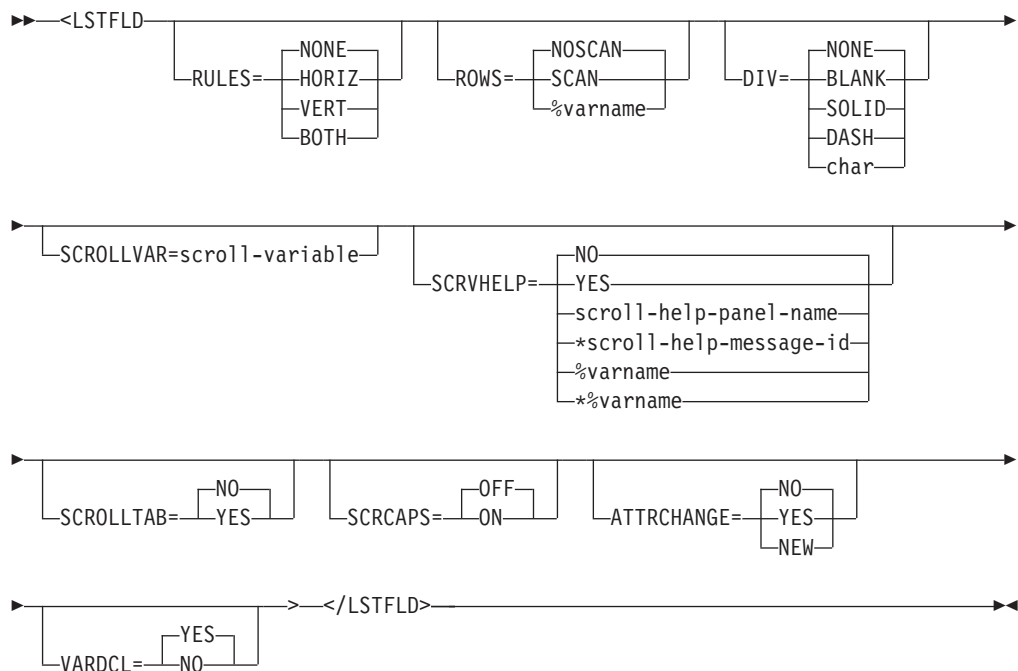 <LSTFLD
NONE NOSCAN NONE
RULES= HORIZ ROWS= SCAN DIV= BLANK
VERT %varname SOLID
BOTH DASH
char
SCROLLVAR=scroll-variable NO
SCRVHELP= YES
scroll-help-panel-name
*scroll-help-message-id
%varname
*%varname
NO OFF NO
SCROLLTAB= YES SCRCAPS= ON ATTRCHANGE= YES
NEW
> </LSTFLD>
YES
VARDCL= NO